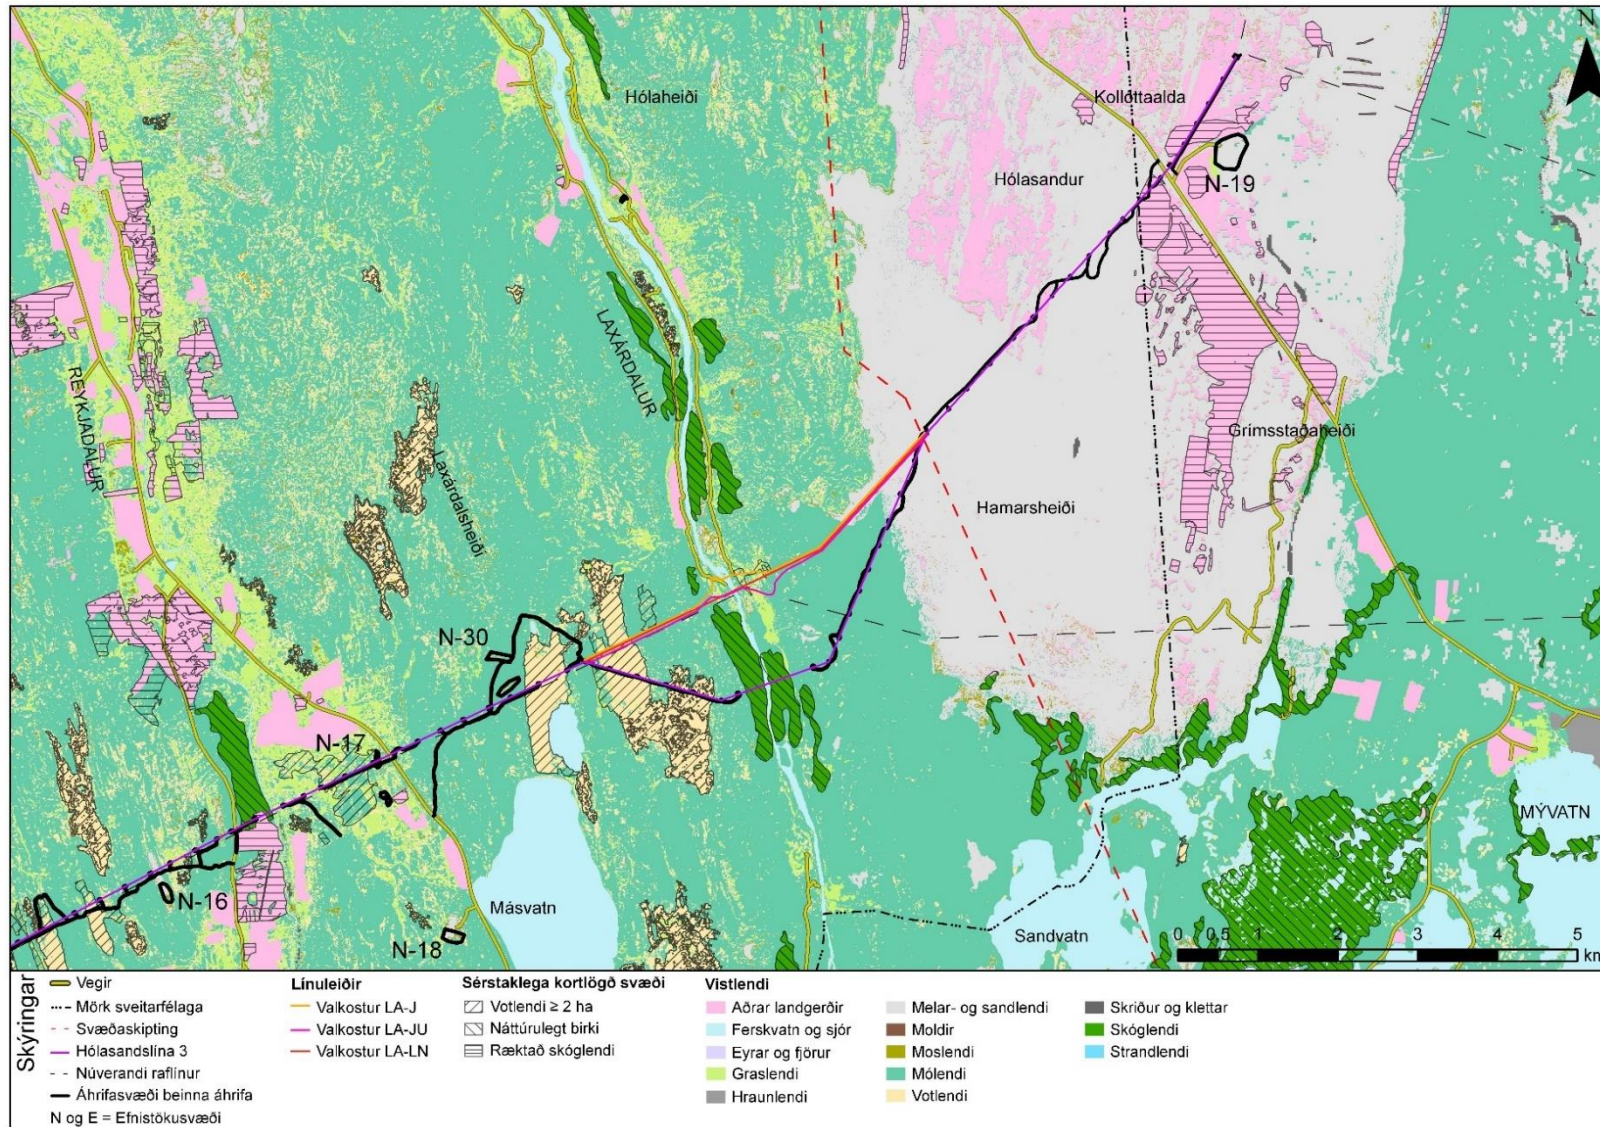 N
Hólaheiði
Kollóttaalda
Hólasandur
N-19
LAXÁRDALUR
REYKJADALUR
Laxárdalsheiði
Grímsstaðaheiði
Hamarsheiði
N-30
N-17
MÝVATN
N-16
Másvatn
N-18
Sandvatn
0 0,5 1 2 3 4 5
km
Skýringar
Vegir
Mörk sveitarfélaga
Svæðaskipting
Hólasandslína 3
Núverandi raflínur
Áhrifasvæði beinna áhrifa
N og E = Efnistökusvæði
Línuleiðir
Valkostur LA-J
Valkostur LA-JU
Valkostur LA-LN
Sérstaklega kortlögð svæði
Votlendi ≥ 2 ha
Náttúrulegt birki
Ræktað skóglendi
Vistlendi
Aðrar landgerðir
Ferskvatn og sjór
Eyrar og fjörur
Graslendi
Hraunlendi
Melar- og sandlendi
Moldir
Moslendi
Mólendi
Votlendi
Skriður og klettar
Skóglendi
Strandlendi